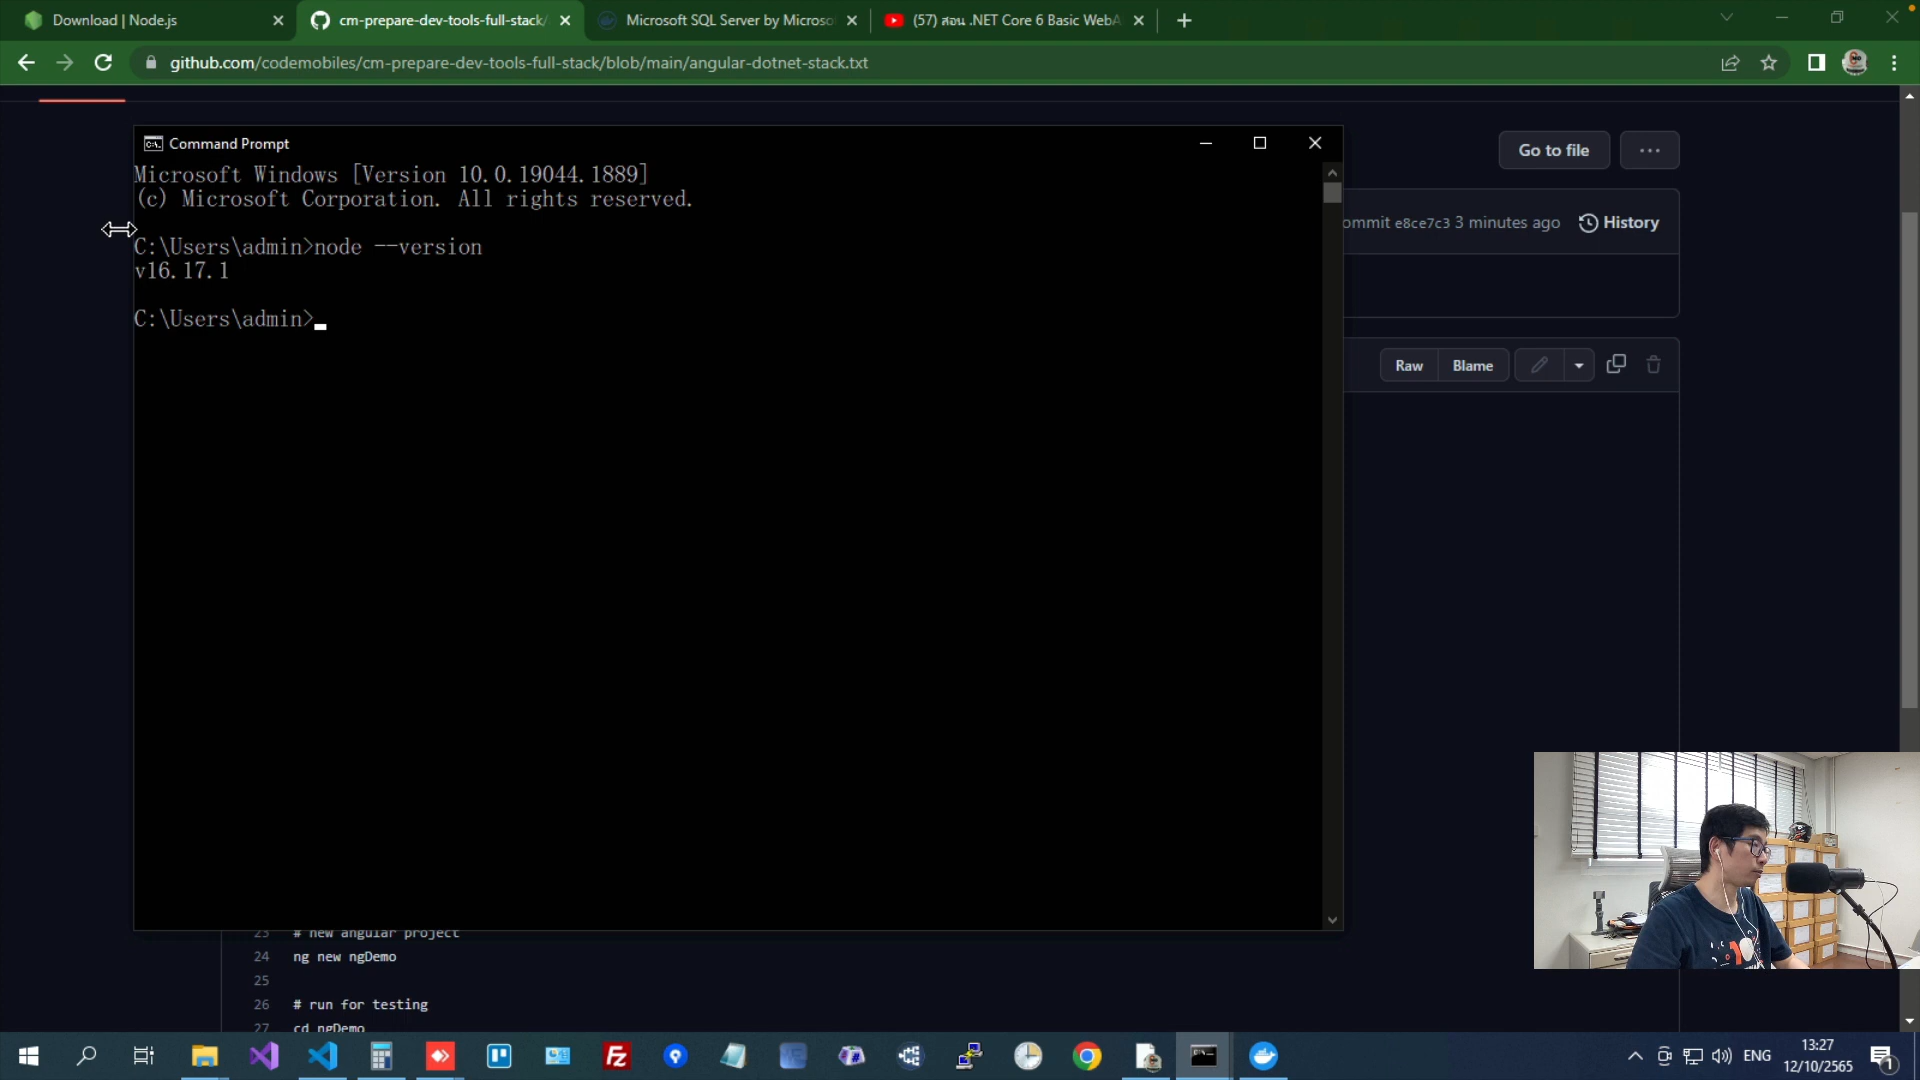 Download | Node.js
cm-prepare-dev-tools-full-stack/
Microsoft SQL Server by Microso
(57) สอน .NET Core 6 Basic WebA
github.com/codemobiles/cm-prepare-dev-tools-full-stack/blob/main/angular-dotnet-stack.txt
Command Prompt
Go to file
Microsoft Windows [Version 10.0.19044.1889]
(c) Microsoft Corporation. All rights reserved.
ommit e8ce7c3 3 minutes ago
History
C:\Users\admin>node --version
v16.17.1
C:\Users\admin>
Raw
Blame
23 # new angular project
24 ng new ngDemo
25
26 # run for testing
27 cd ngDemo
ENG
13:27
12/10/2565
1